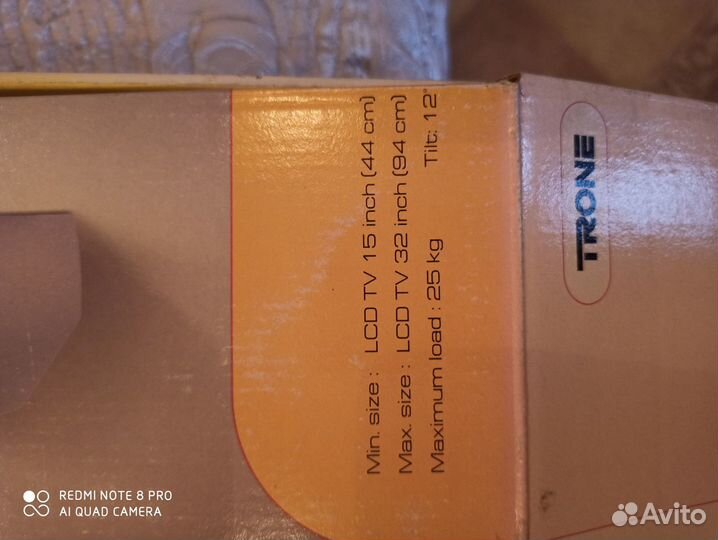 Min. size : LCD TV 15 inch (44 cm)
Max. size : LCD TV 32 inch (94 cm)
Maximum load : 25 kg Tilt: 12°
TRONE
REDMI NOTE 8 PRO
AI QUAD CAMERA
Avito